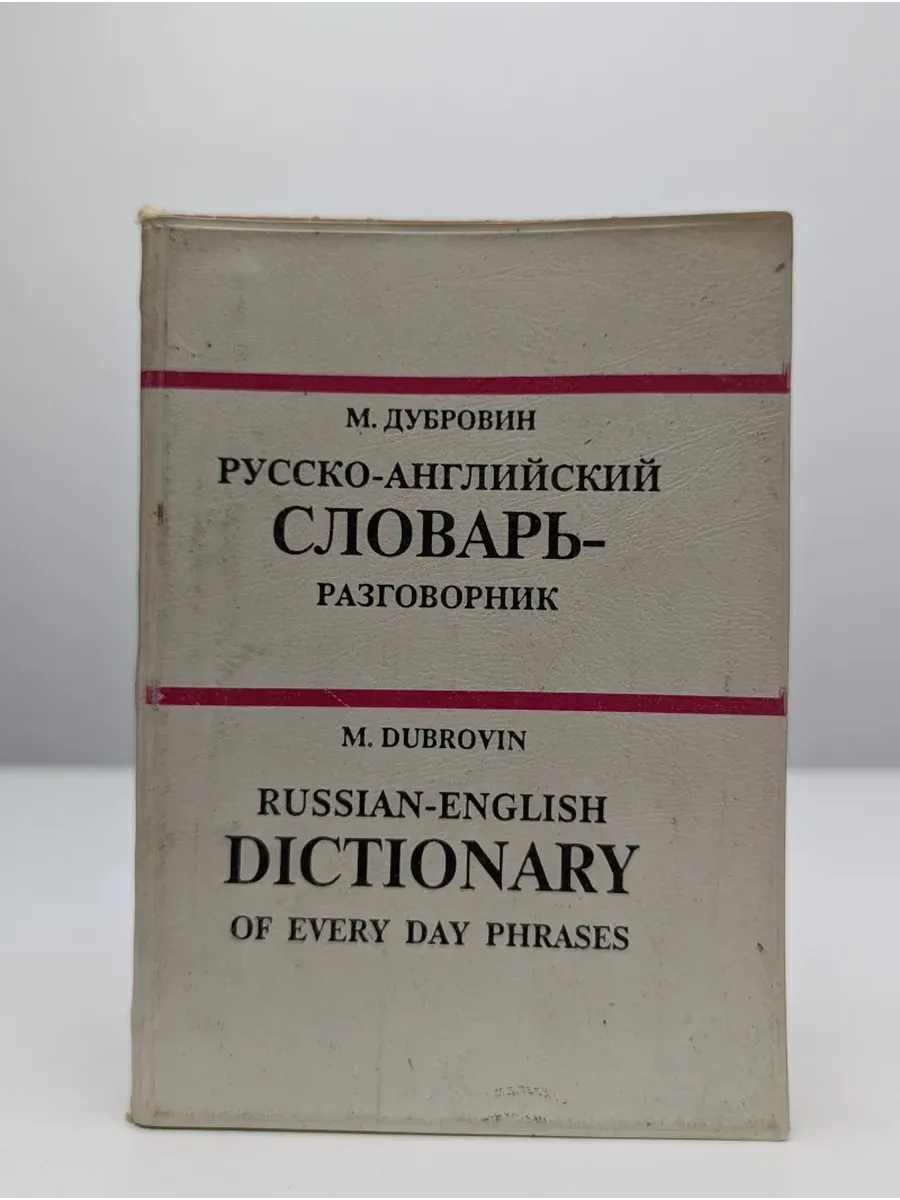 М. ДУБРОВИН
РУССКО-АНГЛИЙСКИЙ
СЛОВАРЬ-
РАЗГОВОРНИК
M. DUBROVIN
RUSSIAN-ENGLISH
DICTIONARY
OF EVERY DAY PHRASES